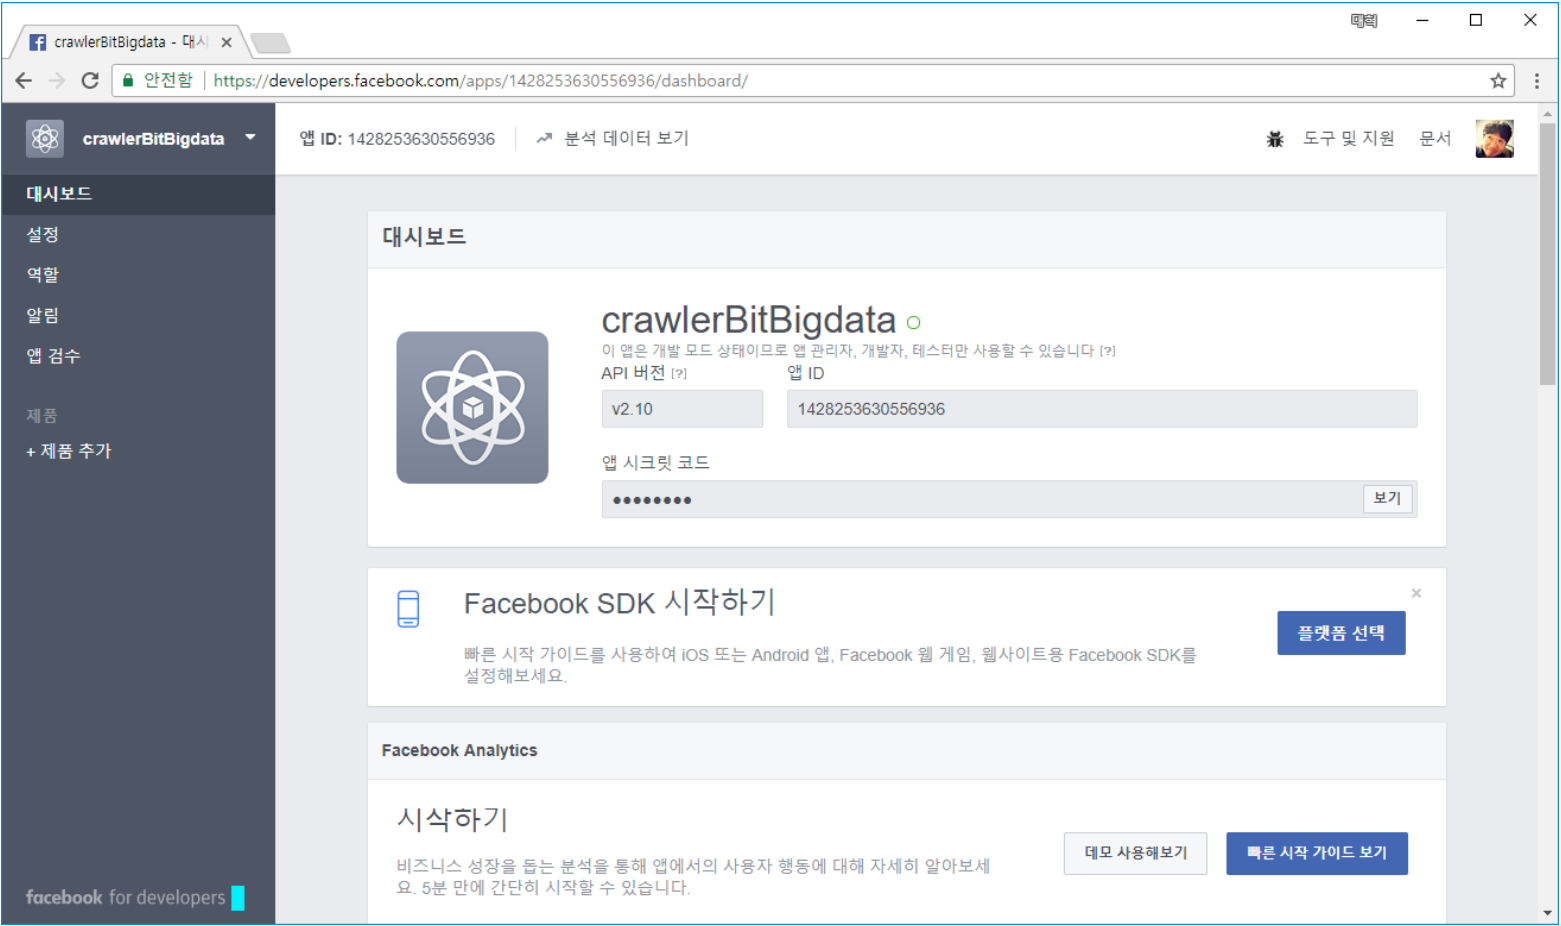 매혁
crawlerBitBigdata - 대시
안전함 https://developers.facebook.com/apps/1428253630556936/dashboard/
crawlerBitBigdata
앱 ID: 1428253630556936
분석 데이터 보기
도구 및 지원
문서
대시보드
설정
역할
알림
앱 검수
제품
+ 제품 추가
facebook for developers
대시보드
crawlerBitBigdata
이 앱은 개발 모드 상태이므로 앱 관리자, 개발자, 테스터만 사용할 수 있습니다 [?]
API 버전 [?]
앱 ID
v2.10
1428253630556936
앱 시크릿 코드
●●●●●●●●
보기
Facebook SDK 시작하기
빠른 시작 가이드를 사용하여 iOS 또는 Android 앱, Facebook 웹 게임, 웹사이트용 Facebook SDK를
설정해보세요.
플랫폼 선택
Facebook Analytics
시작하기
비즈니스 성장을 돕는 분석을 통해 앱에서의 사용자 행동에 대해 자세히 알아보세
요. 5분 만에 간단히 시작할 수 있습니다.
데모 사용해보기
빠른 시작 가이드 보기